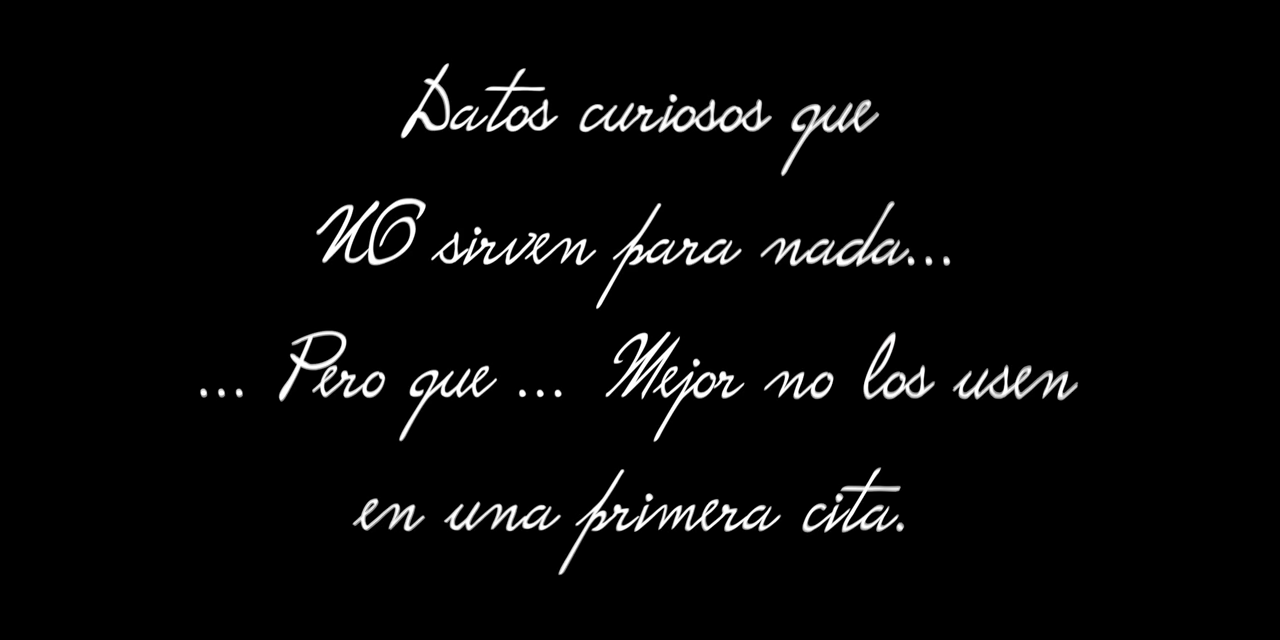 Datos curiosos que
NO sirven para nada...
... Pero que ... Mejor no los usen
en una primera cita.